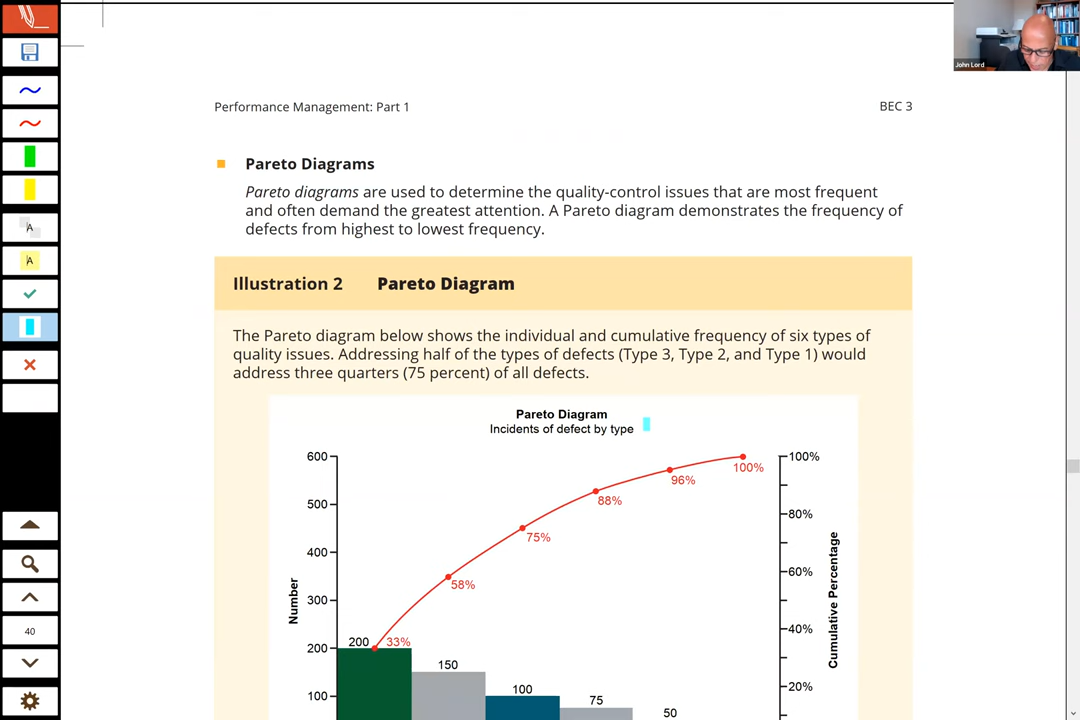 John Lord
Performance Management: Part 1
BEC 3
Pareto Diagrams
Pareto diagrams are used to determine the quality-control issues that are most frequent
and often demand the greatest attention. A Pareto diagram demonstrates the frequency of
defects from highest to lowest frequency.
Illustration 2 Pareto Diagram
The Pareto diagram below shows the individual and cumulative frequency of six types of
quality issues. Addressing half of the types of defects (Type 3, Type 2, and Type 1) would
address three quarters (75 percent) of all defects.
Pareto Diagram
Incidents of defect by type
600
500
400
300
200
100
Number
200
150
100
75
50
33%
58%
75%
88%
96%
100%
100%
80%
60%
40%
20%
Cumulative Percentage
A
A
40